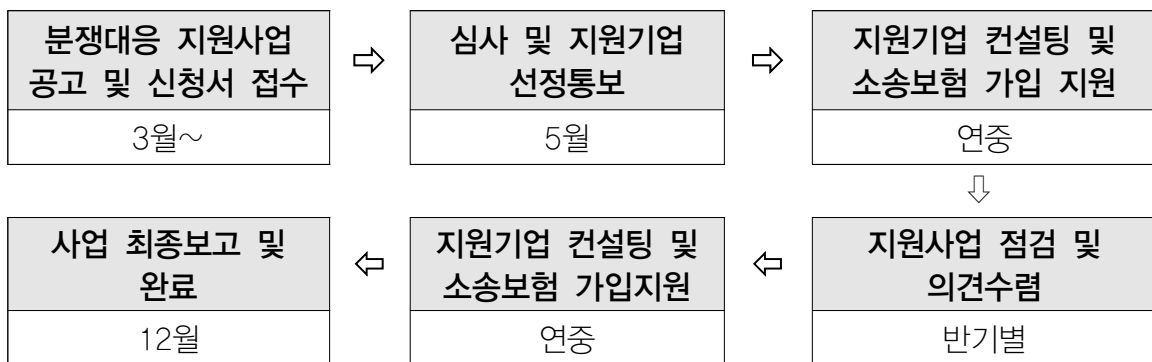 분쟁대응 지원사업
공고 및 신청서 접수
3월~
⇨
심사 및 지원기업
선정통보
5월
⇨
지원기업 컨설팅 및
소송보험 가입 지원
연중
⇩
지원사업 점검 및
의견수렴
반기별
⇦
지원기업 컨설팅 및
소송보험 가입지원
연중
⇦
사업 최종보고 및
완료
12월